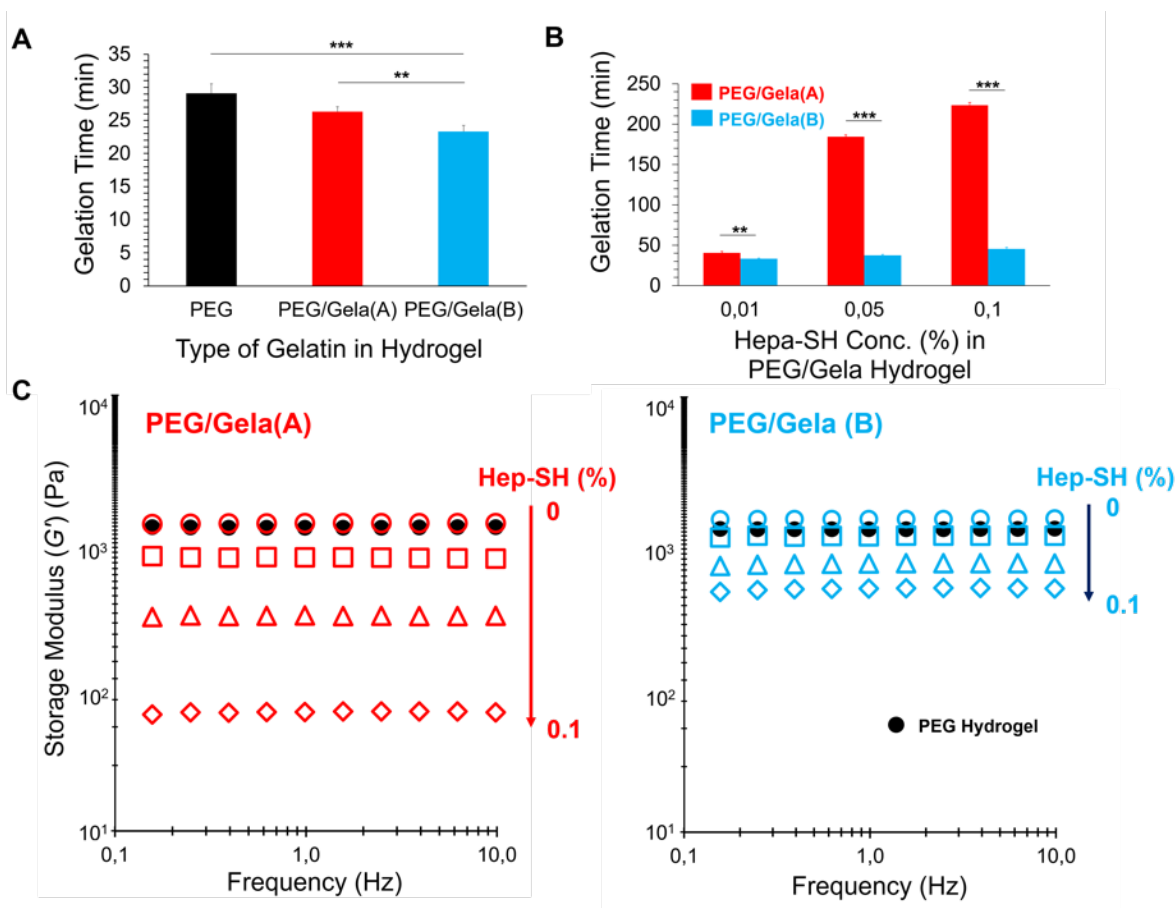 A
***
**
35
30
25
20
15
10
5
0
Gelation Time (min)
PEG PEG/Gela(A) PEG/Gela(B)
Type of Gelatin in Hydrogel
B
250
200
150
100
50
0
Gelation Time (min)
PEG/Gela(A)
PEG/Gela(B)
**
***
***
0,01 0,05 0,1
Hepa-SH Conc. (%) in
PEG/Gela Hydrogel
C
PEG/Gela(A)
Hep-SH (%)
0
0.1
10⁴
10³
10²
10¹
Storage Modulus (G') (Pa)
0,1 1,0 10,0
Frequency (Hz)
PEG/Gela (B)
Hep-SH (%)
0
0.1
10⁴
10³
10²
10¹
PEG Hydrogel
0,1 1,0 10,0
Frequency (Hz)